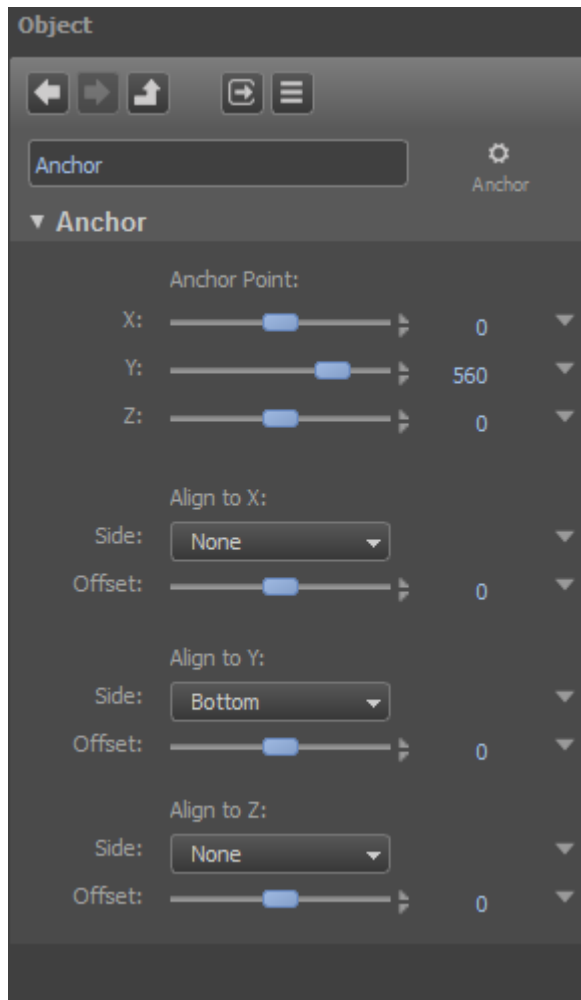 Object
Anchor
Anchor
Anchor
Anchor Point:
X: 0
Y: 560
Z: 0
Align to X:
Side: None
Offset: 0
Align to Y:
Side: Bottom
Offset: 0
Align to Z:
Side: None
Offset: 0